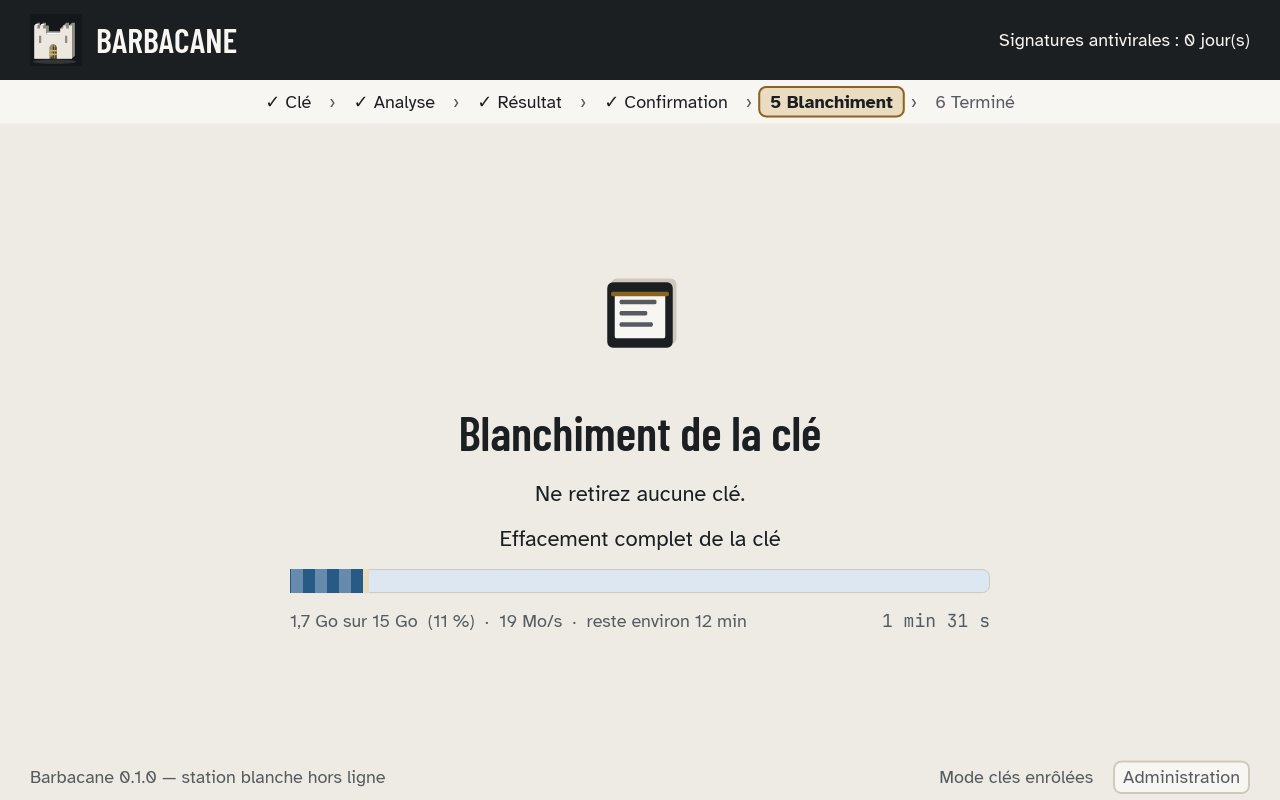 BARBACANE
Signatures antivirales : 0 jour(s)
✓ Clé › ✓ Analyse › ✓ Résultat › ✓ Confirmation › 5 Blanchiment › 6 Terminé
Blanchiment de la clé
Ne retirez aucune clé.
Effacement complet de la clé
1,7 Go sur 15 Go (11 %) · 19 Mo/s · reste environ 12 min
1 min 31 s
Barbacane 0.1.0 — station blanche hors ligne
Mode clés enrôlées
Administration